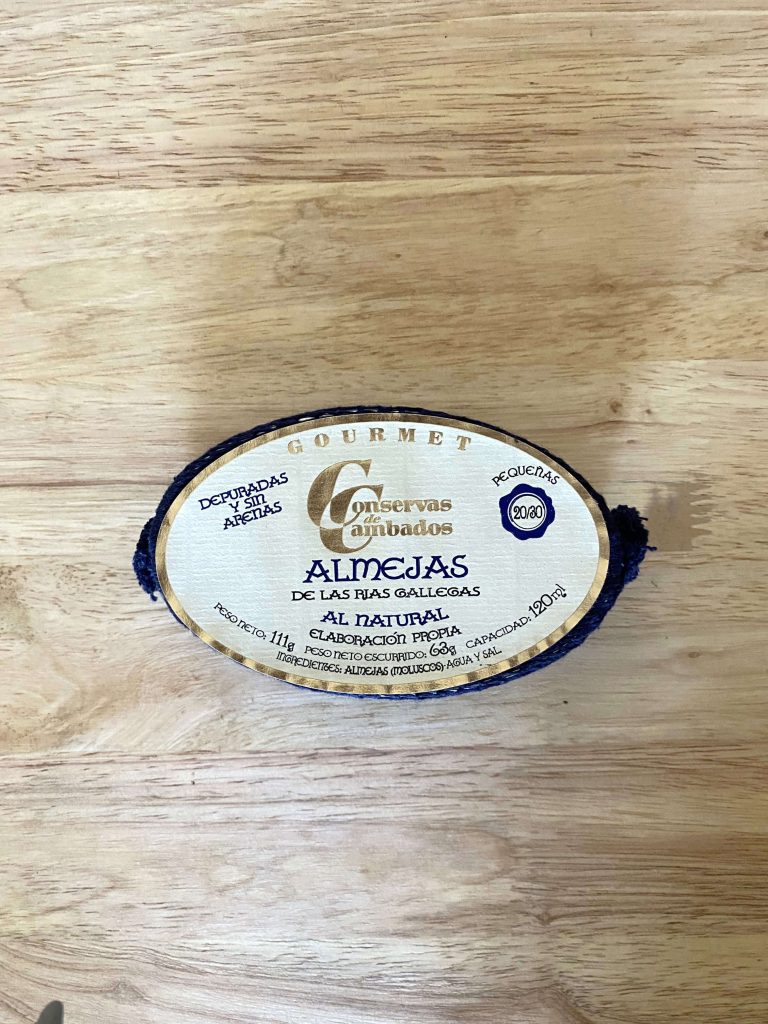 GOURMET
DEPURADAS
Y SIN
ARENAS
CC
Conservas
de
Cambados
PEQUEÑAS
20/30
ALMEJAS
DE LAS RIAS GALLEGAS
AL NATURAL
ELABORACIÓN PROPIA
PESO NETO: 111g
PESO NETO ESCURRIDO: 63g
CAPACIDAD: 120ml
INGREDIENTES: ALMEJAS (MOLUSCOS)-AGUA Y SAL.